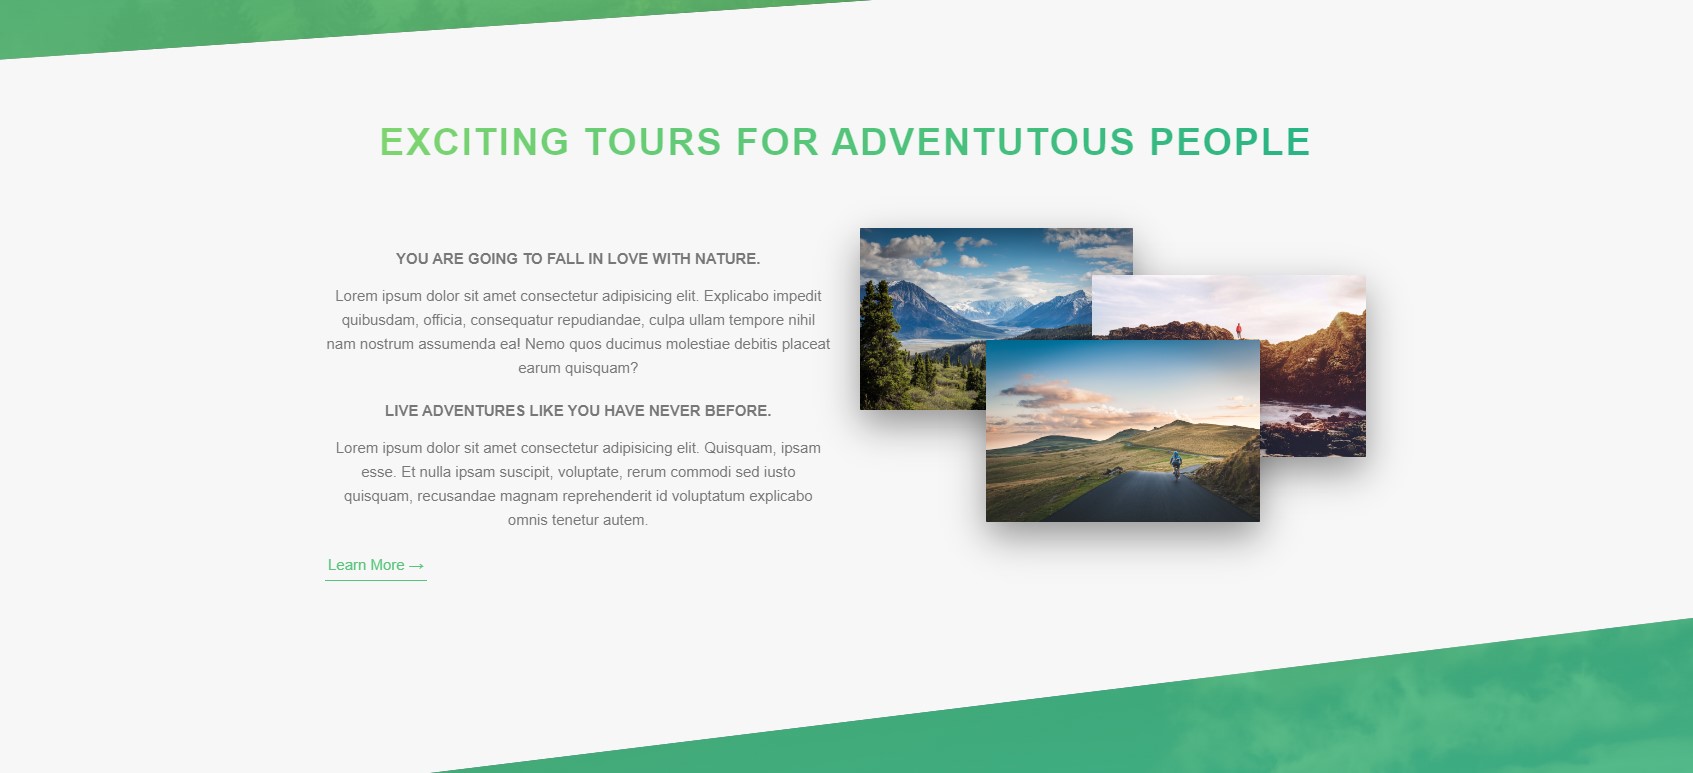 EXCITING TOURS FOR ADVENTUTOUS PEOPLE
YOU ARE GOING TO FALL IN LOVE WITH NATURE.
Lorem ipsum dolor sit amet consectetur adipisicing elit. Explicabo impedit
quibusdam, officia, consequatur repudiandae, culpa ullam tempore nihil
nam nostrum assumenda ea! Nemo quos ducimus molestiae debitis placeat
earum quisquam?
LIVE ADVENTURES LIKE YOU HAVE NEVER BEFORE.
Lorem ipsum dolor sit amet consectetur adipisicing elit. Quisquam, ipsam
esse. Et nulla ipsam suscipit, voluptate, rerum commodi sed iusto
quisquam, recusandae magnam reprehenderit id voluptatum explicabo
omnis tenetur autem.
Learn More →